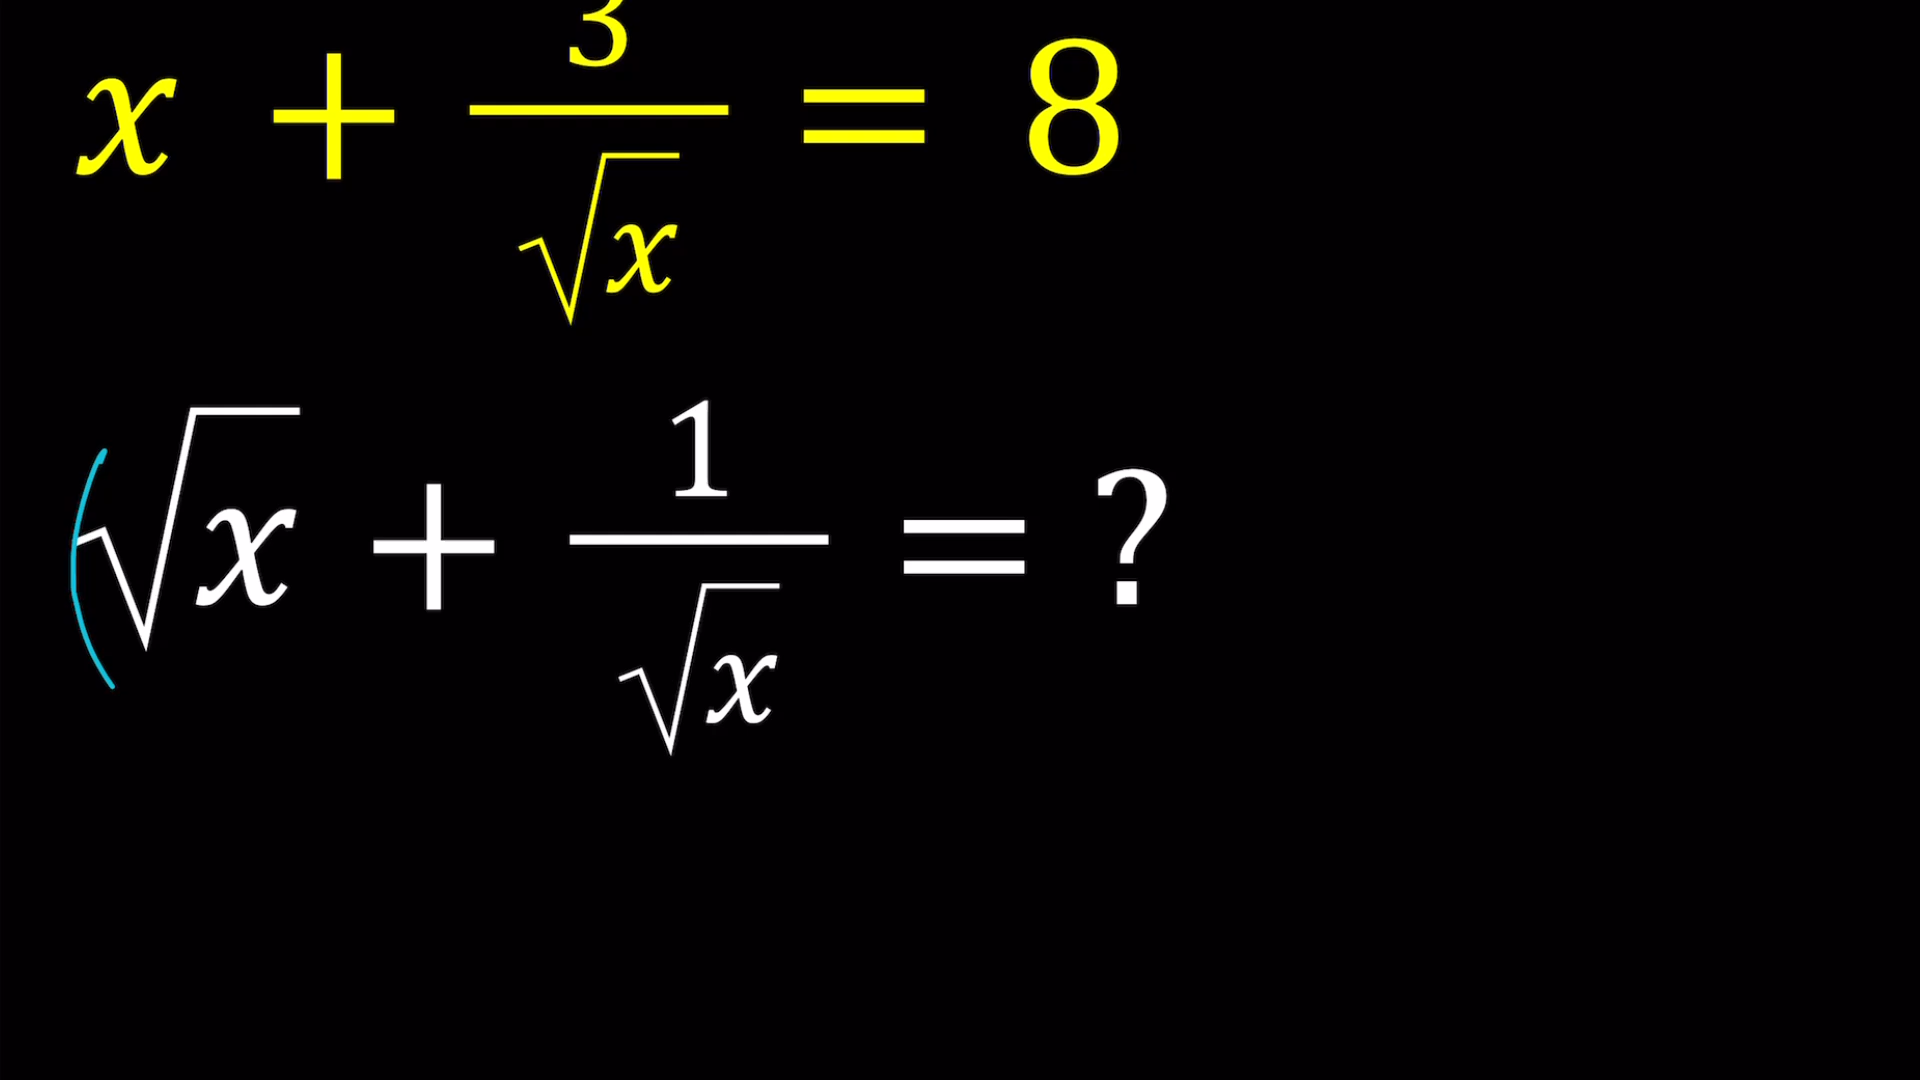 x + 3/√x = 8
(√x + 1/√x = ?